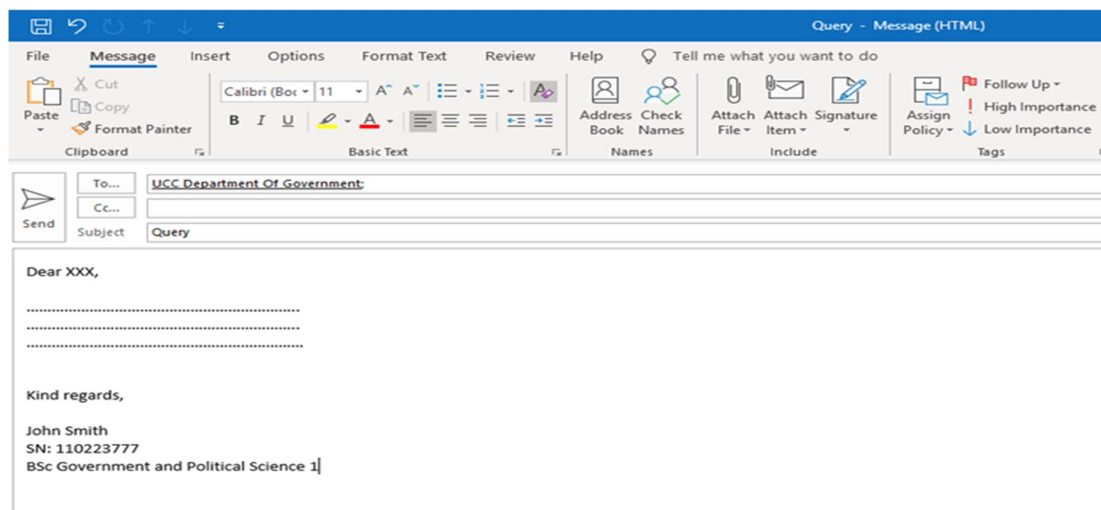 Query - Message (HTML)
File Message Insert Options Format Text Review Help Tell me what you want to do
Paste
Cut
Copy
Format Painter
Clipboard
Calibri (Boc 11
B I U
Basic Text
Address Book
Check Names
Names
Attach File
Attach Item
Signature
Include
Assign Policy
Follow Up
High Importance
Low Importance
Tags
Send
To... UCC Department Of Government;
Cc...
Subject Query
Dear XXX,
................................................................
................................................................
................................................................
Kind regards,
John Smith
SN: 110223777
BSc Government and Political Science 1